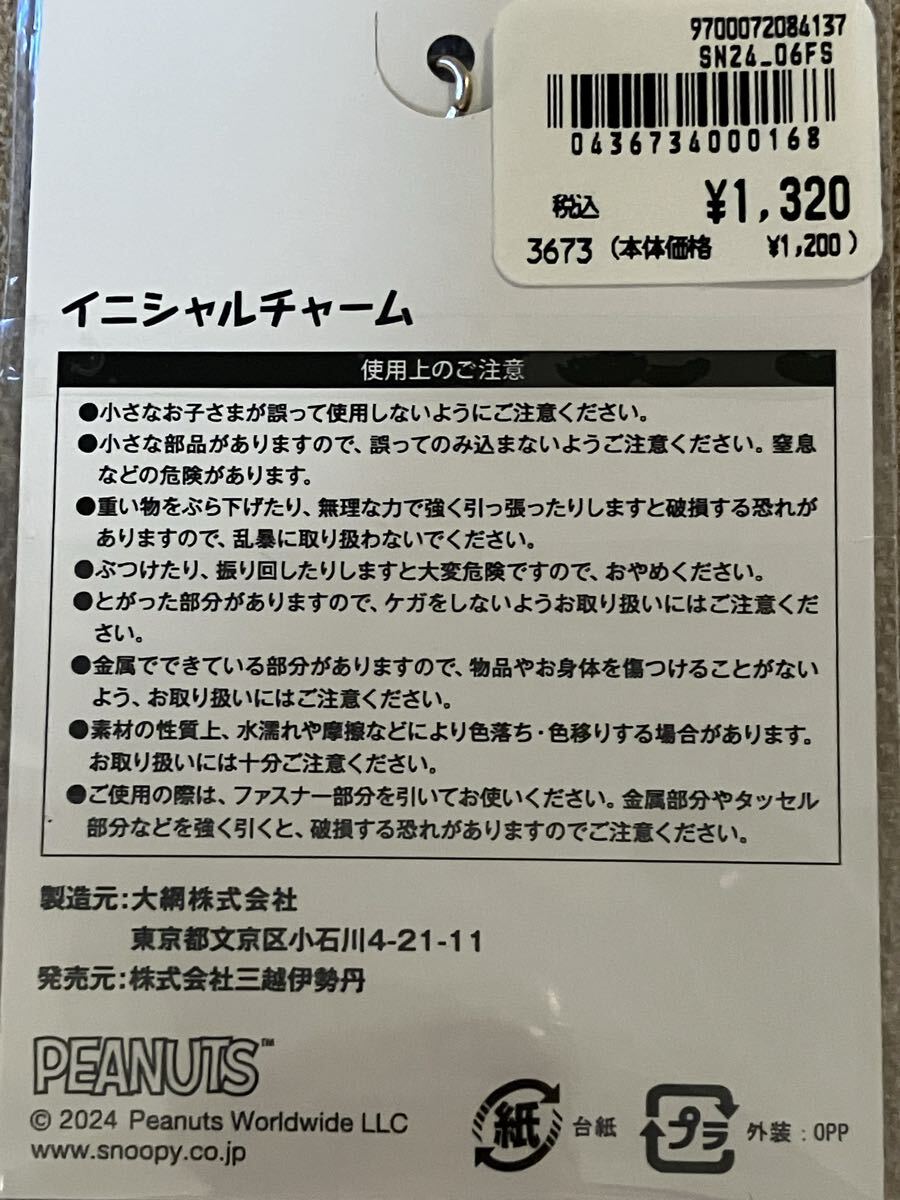 9700072084137
SN24_06FS
0436734000168
税込 ¥1,320
3673 (本体価格 ¥1,200)
イニシャルチャーム
使用上のご注意
●小さなお子さまが誤って使用しないようにご注意ください。
●小さな部品がありますので、誤ってのみ込まないようご注意ください。窒息
などの危険があります。
●重い物をぶら下げたり、無理な力で強く引っ張ったりしますと破損する恐れが
ありますので、乱暴に取り扱わないでください。
●ぶつけたり、振り回したりしますと大変危険ですので、おやめください。
●とがった部分がありますので、ケガをしないようお取り扱いにはご注意くだ
さい。
●金属でできている部分がありますので、物品やお身体を傷つけることがない
よう、お取り扱いにはご注意ください。
●素材の性質上、水濡れや摩擦などにより色落ち・色移りする場合があります。
お取り扱いには十分ご注意ください。
●ご使用の際は、ファスナー部分を引いてお使いください。金属部分やタッセル
部分などを強く引くと、破損する恐れがありますのでご注意ください。
製造元:大網株式会社
東京都文京区小石川4-21-11
発売元:株式会社三越伊勢丹
PEANUTS™
© 2024 Peanuts Worldwide LLC
www.snoopy.co.jp
紙 台紙
プラ 外装:OPP